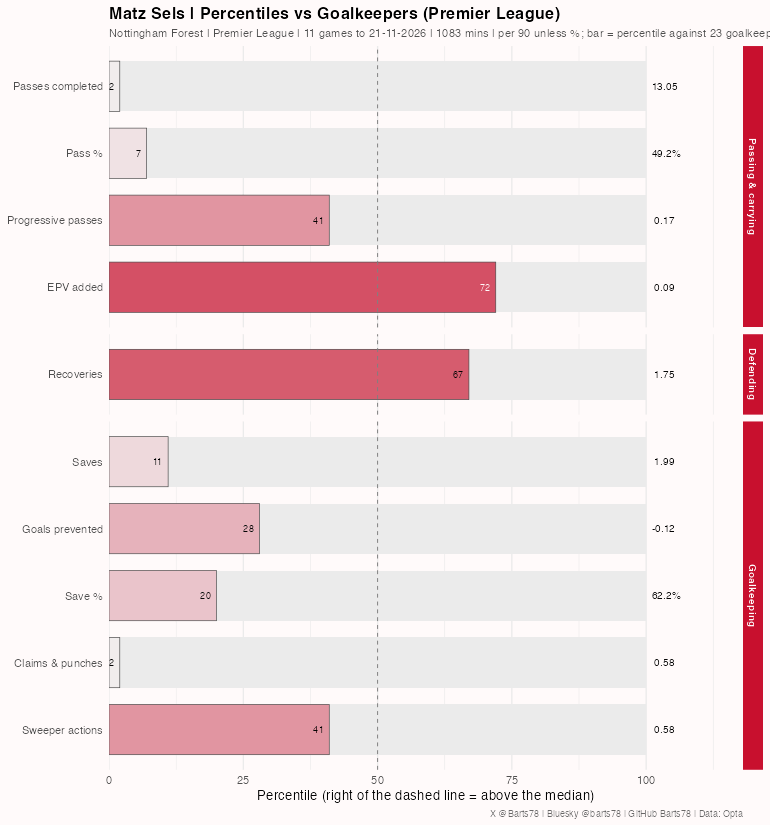 Matz Sels | Percentiles vs Goalkeepers (Premier League)
Nottingham Forest | Premier League | 11 games to 21-11-2026 | 1083 mins | per 90 unless %; bar = percentile against 23 goalkeep
Passes completed 2 13.05
Pass % 7 49.2%
Progressive passes 41 0.17
EPV added 72 0.09
Passing & carrying
Recoveries 67 1.75
Defending
Saves 11 1.99
Goals prevented 28 -0.12
Save % 20 62.2%
Claims & punches 2 0.58
Sweeper actions 41 0.58
Goalkeeping
0 25 50 75 100
Percentile (right of the dashed line = above the median)
X @Barts78 | Bluesky @barts78 | GitHub Barts78 | Data: Opta